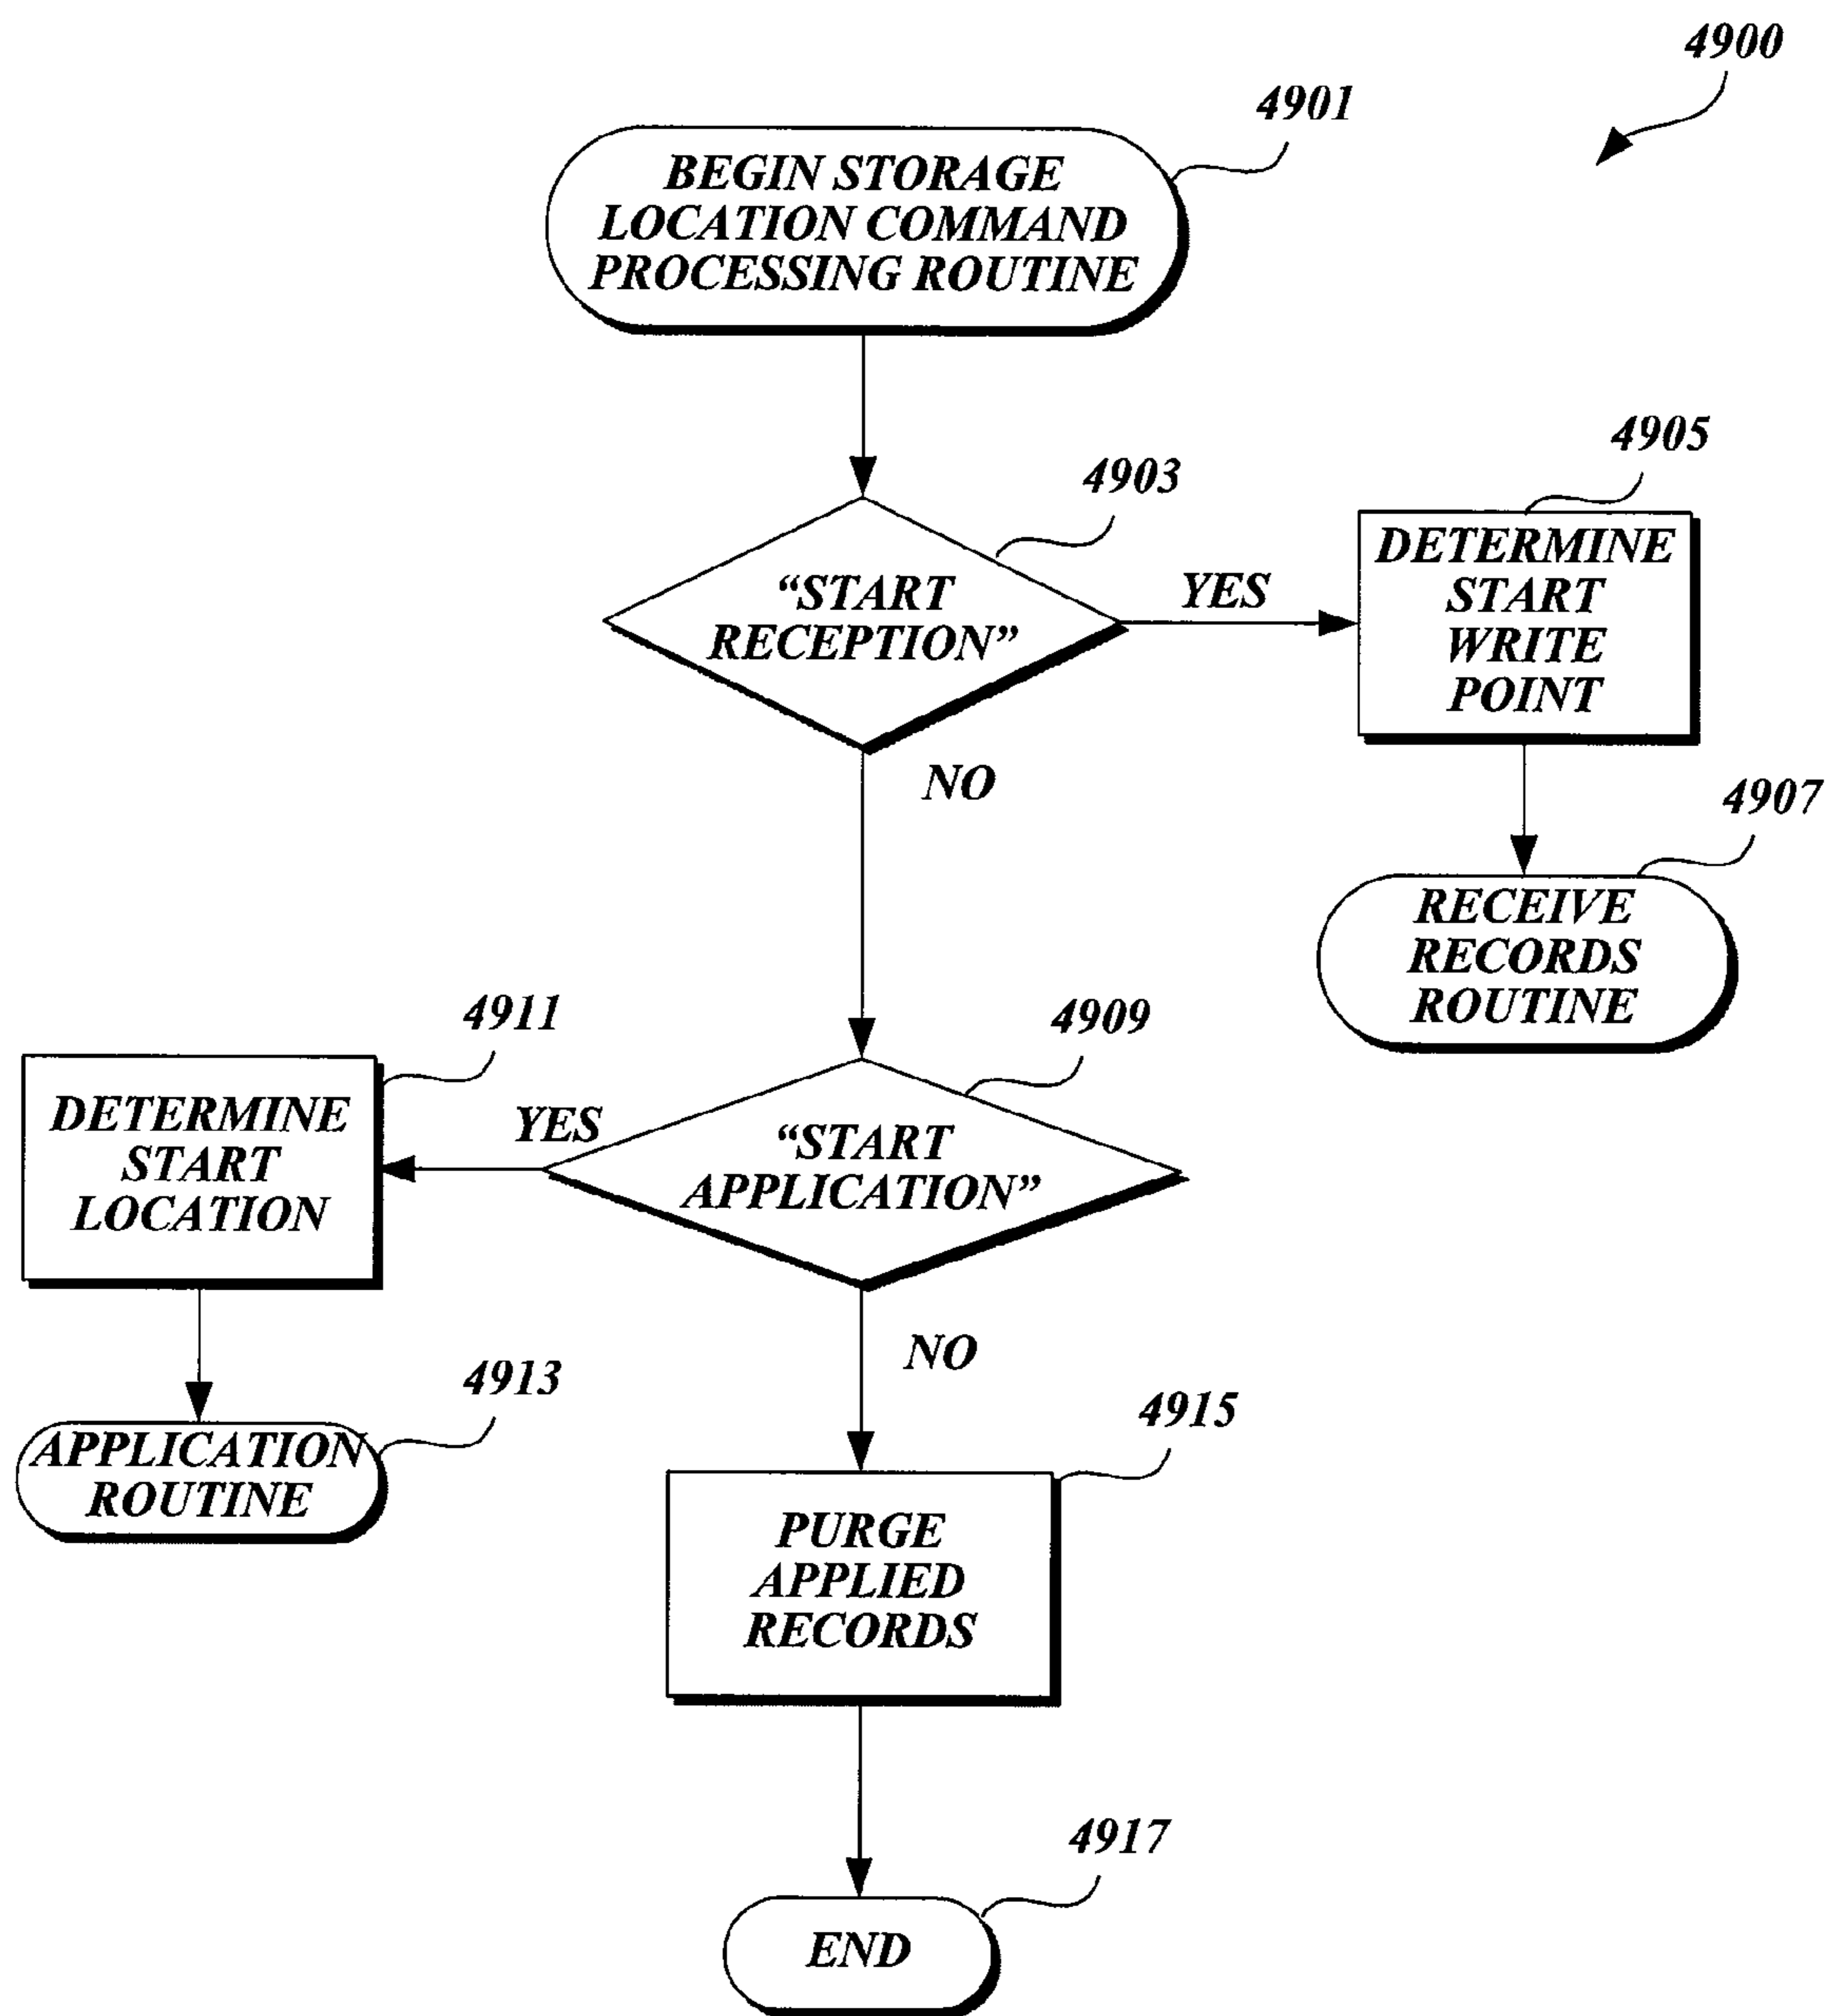 4900
4901
BEGIN STORAGE
LOCATION COMMAND
PROCESSING ROUTINE
4903
“START
RECEPTION”
YES
NO
4905
DETERMINE
START
WRITE
POINT
4907
RECEIVE
RECORDS
ROUTINE
4909
“START
APPLICATION”
YES
NO
4911
DETERMINE
START
LOCATION
4913
APPLICATION
ROUTINE
4915
PURGE
APPLIED
RECORDS
4917
END